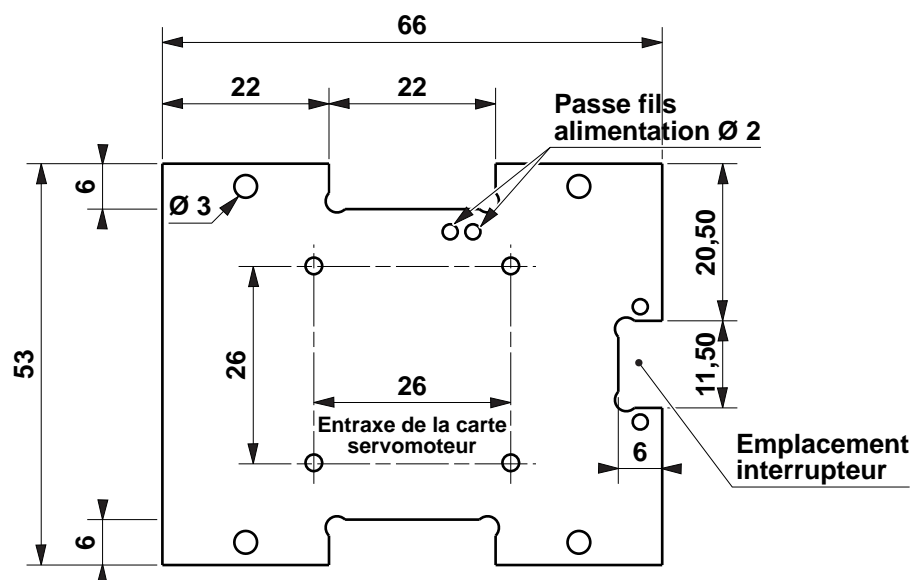 66
22
22
Passe fils
alimentation Ø 2
6
Ø 3
20,50
53
26
26
11,50
Entraxe de la carte
servomoteur
6
Emplacement
interrupteur
6